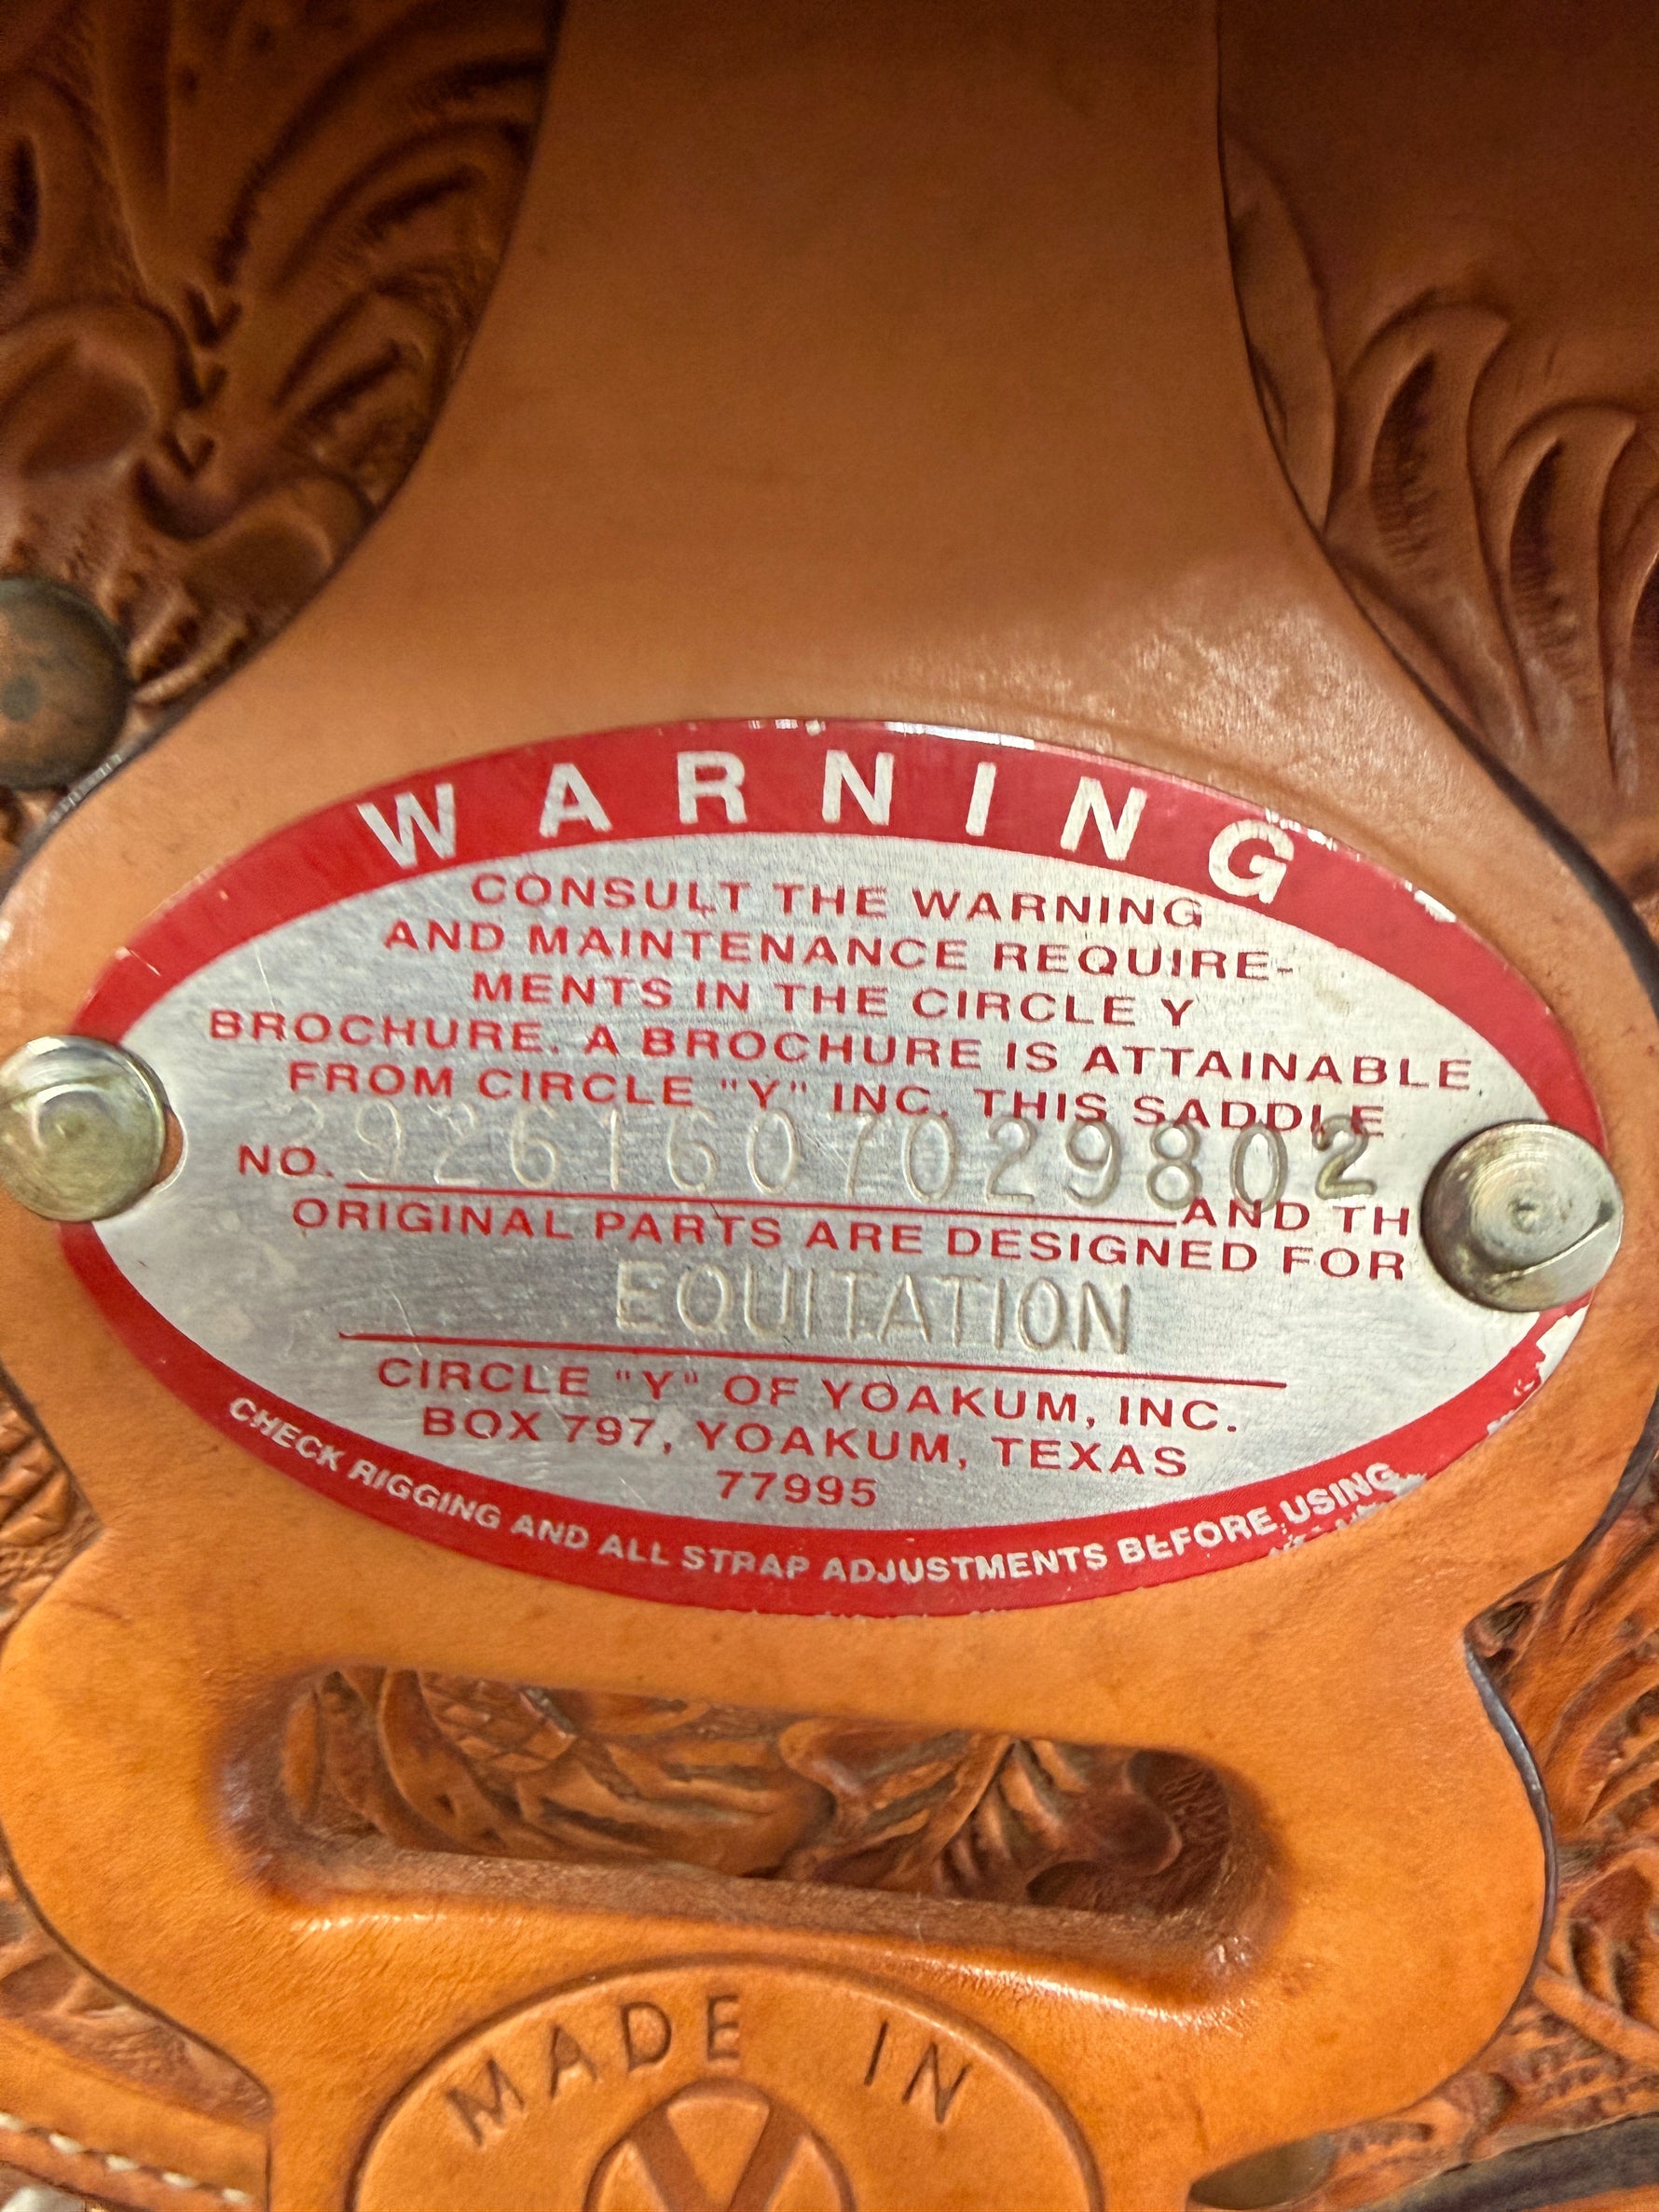 WARNING
CONSULT THE WARNING
AND MAINTENANCE REQUIRE-
MENTS IN THE CIRCLE Y
BROCHURE. A BROCHURE IS ATTAINABLE
FROM CIRCLE "Y" INC. THIS SADDLE
NO. 29261607029802 AND TH
ORIGINAL PARTS ARE DESIGNED FOR
EQUITATION
CIRCLE "Y" OF YOAKUM, INC.
BOX 797, YOAKUM, TEXAS
77995
CHECK RIGGING AND ALL STRAP ADJUSTMENTS BEFORE USING
MADE IN
Y